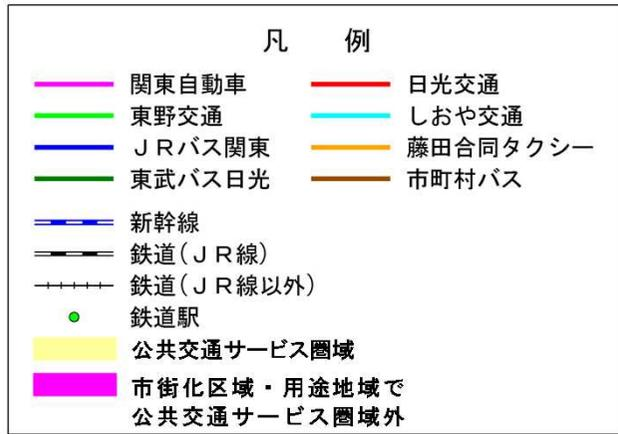 凡　例
関東自動車
日光交通
東野交通
しおや交通
ＪＲバス関東
藤田合同タクシー
東武バス日光
市町村バス
新幹線
鉄道（ＪＲ線）
鉄道（ＪＲ線以外）
鉄道駅
公共交通サービス圏域
市街化区域・用途地域で
公共交通サービス圏域外